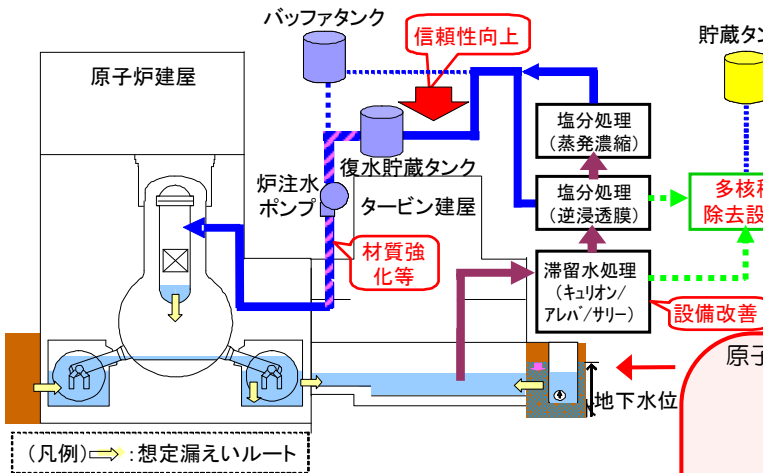 バッファタンク
信頼性向上
貯蔵タン
原子炉建屋
塩分処理
(蒸発濃縮)
復水貯蔵タンク
炉注水
ポンプ
タービン建屋
塩分処理
(逆浸透膜)
多核種
除去設
材質強
化等
滞留水処理
(キュリオン/
アレバ/サリー)
設備改善
原子
地下水位
(凡例) :想定漏えいルート